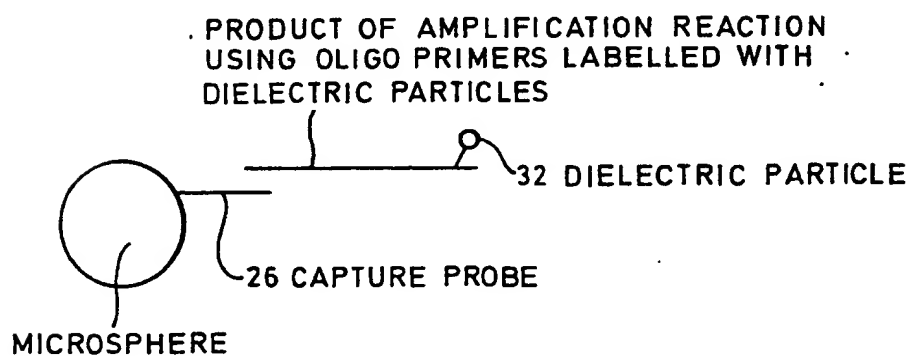 PRODUCT OF AMPLIFICATION REACTION
USING OLIGO PRIMERS LABELLED WITH
DIELECTRIC PARTICLES
32 DIELECTRIC PARTICLE
26 CAPTURE PROBE
MICROSPHERE